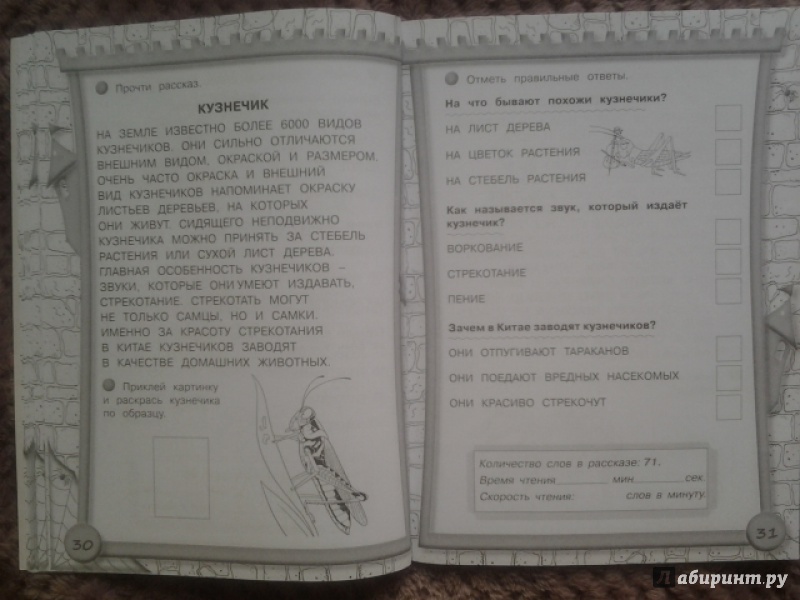 Прочти рассказ.
КУЗНЕЧИК
НА ЗЕМЛЕ ИЗВЕСТНО БОЛЕЕ 6000 ВИДОВ
КУЗНЕЧИКОВ. ОНИ СИЛЬНО ОТЛИЧАЮТСЯ
ВНЕШНИМ ВИДОМ, ОКРАСКОЙ И РАЗМЕРОМ.
ОЧЕНЬ ЧАСТО ОКРАСКА И ВНЕШНИЙ
ВИД КУЗНЕЧИКОВ НАПОМИНАЕТ ОКРАСКУ
ЛИСТЬЕВ ДЕРЕВЬЕВ, НА КОТОРЫХ
ОНИ ЖИВУТ. СИДЯЩЕГО НЕПОДВИЖНО
КУЗНЕЧИКА МОЖНО ПРИНЯТЬ ЗА СТЕБЕЛЬ
РАСТЕНИЯ ИЛИ СУХОЙ ЛИСТ ДЕРЕВА.
ГЛАВНАЯ ОСОБЕННОСТЬ КУЗНЕЧИКОВ –
ЗВУКИ, КОТОРЫЕ ОНИ УМЕЮТ ИЗДАВАТЬ,
СТРЕКОТАНИЕ. СТРЕКОТАТЬ МОГУТ
НЕ ТОЛЬКО САМЦЫ, НО И САМКИ.
ИМЕННО ЗА КРАСОТУ СТРЕКОТАНИЯ
В КИТАЕ КУЗНЕЧИКОВ ЗАВОДЯТ
В КАЧЕСТВЕ ДОМАШНИХ ЖИВОТНЫХ.
Приклей картинку
и раскрась кузнечика
по образцу.
30
Отметь правильные ответы.
На что бывают похожи кузнечики?
НА ЛИСТ ДЕРЕВА
НА ЦВЕТОК РАСТЕНИЯ
НА СТЕБЕЛЬ РАСТЕНИЯ
Как называется звук, который издаёт
кузнечик?
ВОРКОВАНИЕ
СТРЕКОТАНИЕ
ПЕНИЕ
Зачем в Китае заводят кузнечиков?
ОНИ ОТПУГИВАЮТ ТАРАКАНОВ
ОНИ ПОЕДАЮТ ВРЕДНЫХ НАСЕКОМЫХ
ОНИ КРАСИВО СТРЕКОЧУТ
Количество слов в рассказе: 71.
Время чтения ______ мин ______ сек.
Скорость чтения: ______ слов в минуту.
31
Лабиринт.ру